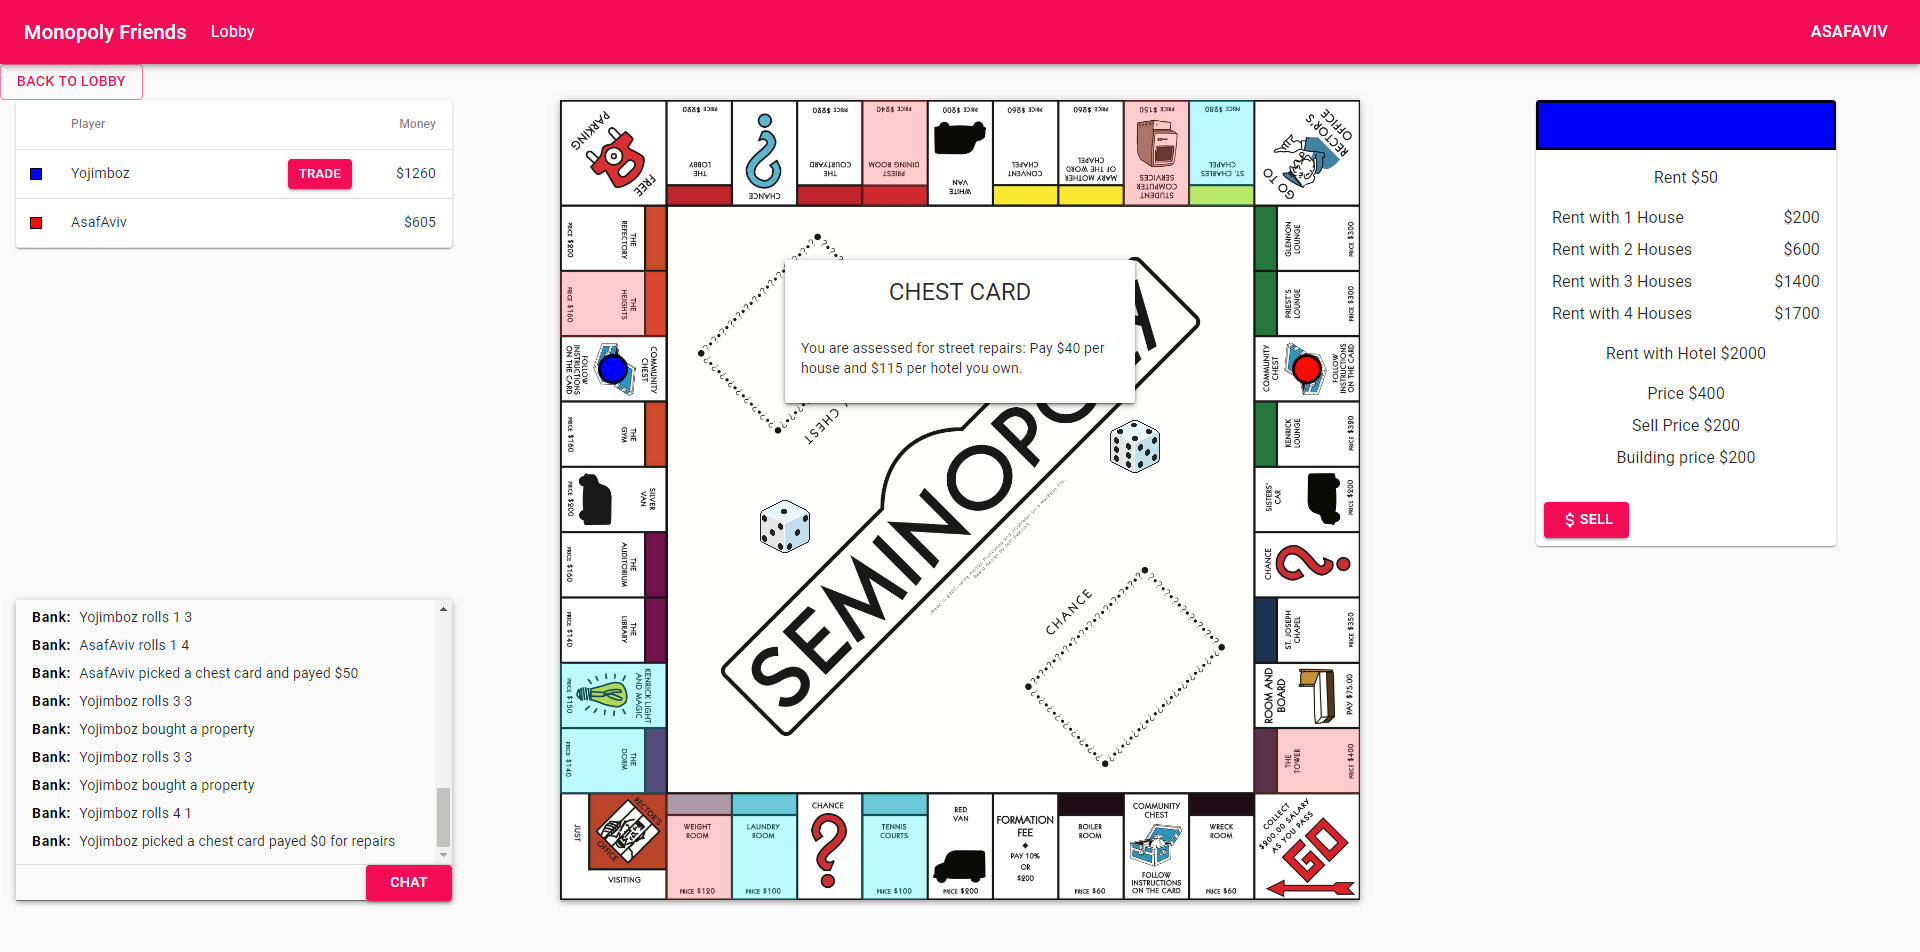 Monopoly Friends
Lobby
ASAFAVIV
BACK TO LOBBY
Player
Money
Yojimboz
TRADE
$1260
AsafAviv
$605
Bank: Yojimboz rolls 1 3
Bank: AsafAviv rolls 1 4
Bank: AsafAviv picked a chest card and payed $50
Bank: Yojimboz rolls 3 3
Bank: Yojimboz bought a property
Bank: Yojimboz rolls 3 3
Bank: Yojimboz bought a property
Bank: Yojimboz rolls 4 1
Bank: Yojimboz picked a chest card payed $0 for repairs
CHAT
FREE
PARKING
PRICE $220
THE
LOBBY
CHANCE
PRICE $220
THE
COURTYARD
PRICE $240
PRIEST
DINING ROOM
PRICE $200
WHITE
VAN
PRICE $260
CONVENT
CHAPEL
PRICE $260
MARY MOTHER
OF THE WORD
CHAPEL
PRICE $150
STUDENT
COMPUTER
SERVICES
PRICE $280
ST. CHARLES
CHAPEL
GO TO
RECTOR'S
OFFICE
THE
REFECTORY
PRICE $200
THE
HEIGHTS
PRICE $160
COMMUNITY
CHEST
FOLLOW
INSTRUCTIONS
ON THE CARD
THE
GYM
PRICE $160
SILVER
VAN
PRICE $200
THE
AUDITORIUM
PRICE $160
THE
LIBRARY
PRICE $140
KENRICK LIGHT
AND MAGIC
PRICE $150
THE
DORM
PRICE $140
CHEST CARD
You are assessed for street repairs: Pay $40 per
house and $115 per hotel you own.
CHEST
SEMINOPO
CHANCE
GLENNON
LOUNGE
PRICE $300
PRIEST'S
LOUNGE
PRICE $300
COMMUNITY
CHEST
FOLLOW
INSTRUCTIONS
ON THE CARD
KENRICK
LOUNGE
PRICE $320
SISTERS'
CAR
PRICE $200
CHANCE
ST. JOSEPH
CHAPEL
PRICE $350
ROOM AND
BOARD
PAY $75.00
THE
TOWER
PRICE $400
JUST
VISITING
RECTOR'S
OFFICE
WEIGHT
ROOM
PRICE $120
LAUNDRY
ROOM
PRICE $100
CHANCE
TENNIS
COURTS
PRICE $100
RED
VAN
PRICE $200
FORMATION
FEE
PAY 10%
OR
$200
BOILER
ROOM
PRICE $60
COMMUNITY
CHEST
FOLLOW
INSTRUCTIONS
ON THE CARD
WRECK
ROOM
PRICE $60
COLLECT
$200.00 SALARY
AS YOU PASS
GO
Rent $50
Rent with 1 House $200
Rent with 2 Houses $600
Rent with 3 Houses $1400
Rent with 4 Houses $1700
Rent with Hotel $2000
Price $400
Sell Price $200
Building price $200
$ SELL